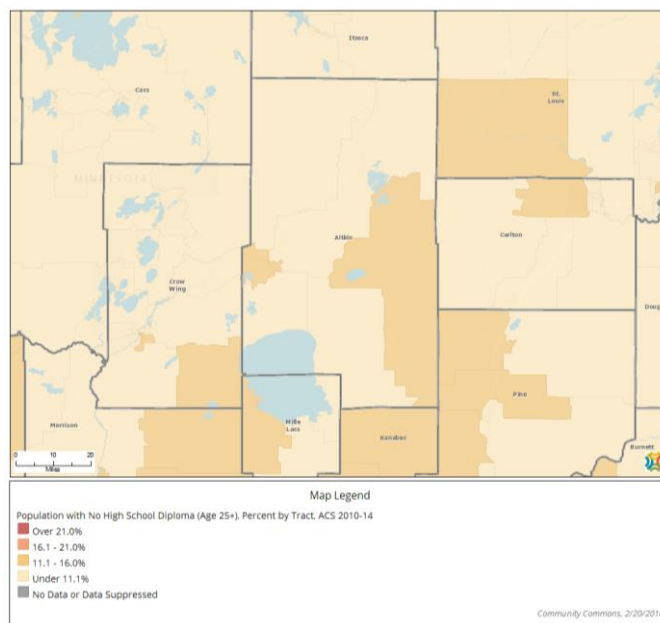 Itasca
Cass
St.
Louis
MINNESOTA
Aitkin
Carlton
Crow
Wing
Doug
Pine
Morrison
Mille
Lacs
Kanabec
Burnett
0 10 20
Miles
Map Legend
Population with No High School Diploma (Age 25+), Percent by Tract, ACS 2010-14
Over 21.0%
16.1 - 21.0%
11.1 - 16.0%
Under 11.1%
No Data or Data Suppressed
Community Commons, 2/20/201